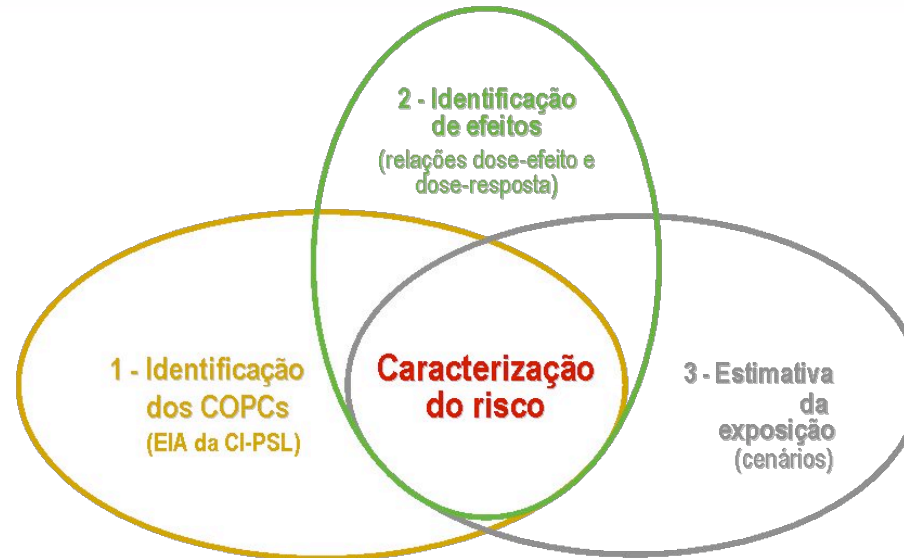 2 - Identificação
de efeitos
(relações dose-efeito e
dose-resposta)
1 - Identificação
dos COPCs
(EIA da CI-PSL)
Caracterização
do risco
3 - Estimativa
da
exposição
(cenários)